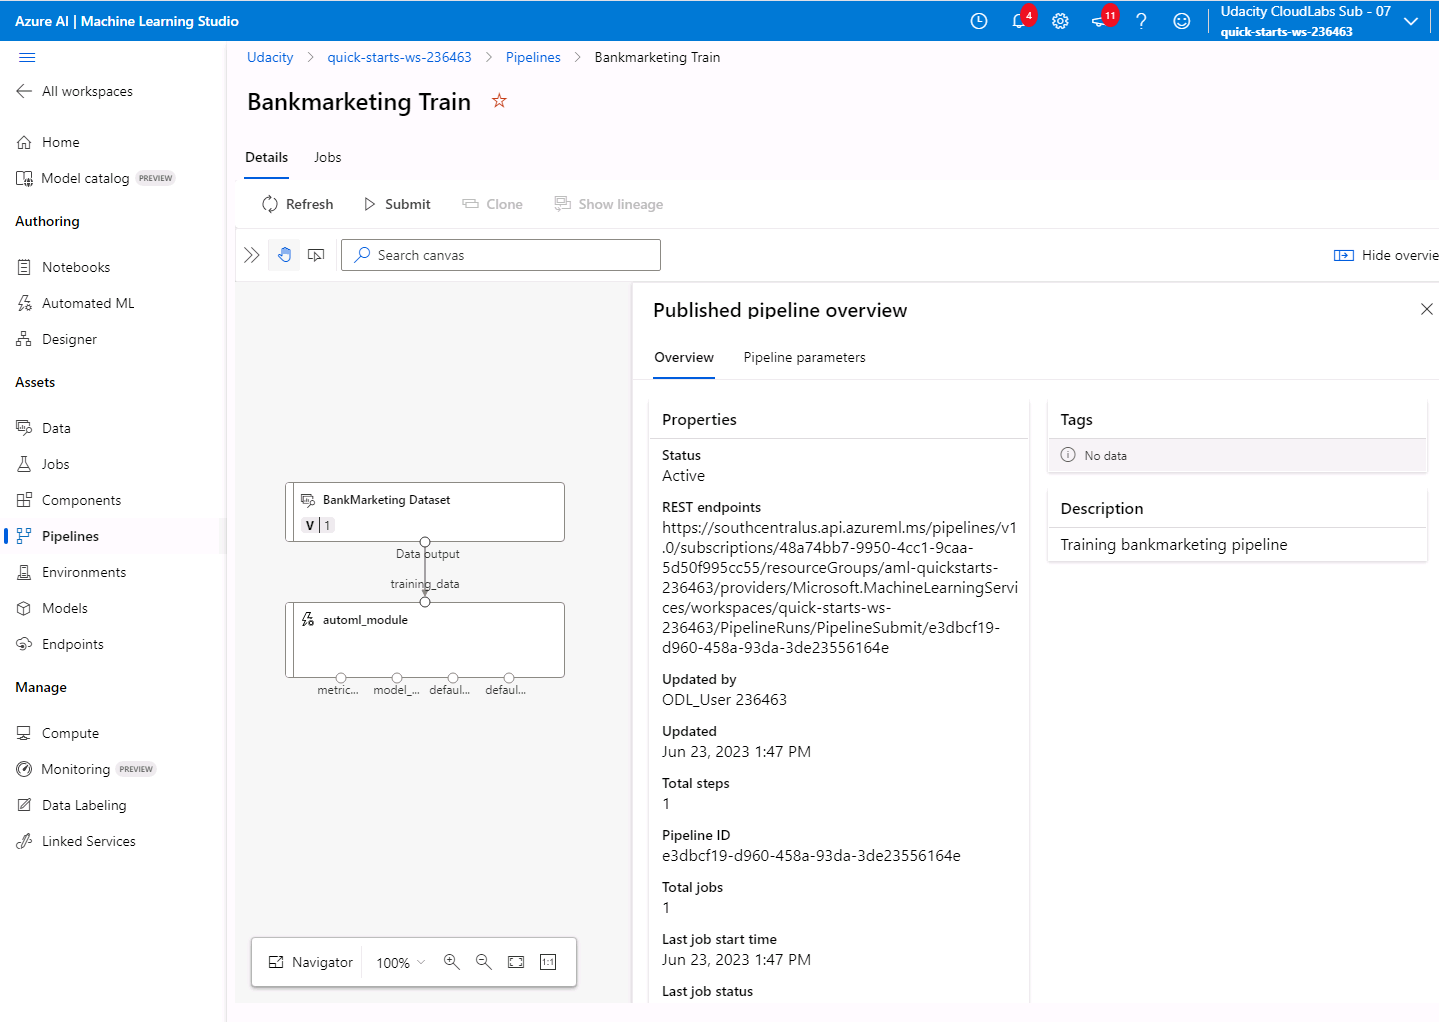 Azure AI | Machine Learning Studio
4
11
Udacity CloudLabs Sub - 07
quick-starts-ws-236463
All workspaces
Home
Model catalog PREVIEW
Authoring
Notebooks
Automated ML
Designer
Assets
Data
Jobs
Components
Pipelines
Environments
Models
Endpoints
Manage
Compute
Monitoring PREVIEW
Data Labeling
Linked Services
Udacity > quick-starts-ws-236463 > Pipelines > Bankmarketing Train
Bankmarketing Train
Details Jobs
Refresh Submit Clone Show lineage
Search canvas
Hide overvie
BankMarketing Dataset
V | 1
Data output
training_data
automl_module
metric... model_... defaul... defaul...
Navigator 100% 1:1
Published pipeline overview
Overview Pipeline parameters
Properties
Status
Active
REST endpoints
https://southcentralus.api.azureml.ms/pipelines/v1
.0/subscriptions/48a74bb7-9950-4cc1-9caa-
5d50f995cc55/resourceGroups/aml-quickstarts-
236463/providers/Microsoft.MachineLearningServic
es/workspaces/quick-starts-ws-
236463/PipelineRuns/PipelineSubmit/e3dbcf19-
d960-458a-93da-3de23556164e
Updated by
ODL_User 236463
Updated
Jun 23, 2023 1:47 PM
Total steps
1
Pipeline ID
e3dbcf19-d960-458a-93da-3de23556164e
Total jobs
1
Last job start time
Jun 23, 2023 1:47 PM
Last job status
Tags
No data
Description
Training bankmarketing pipeline